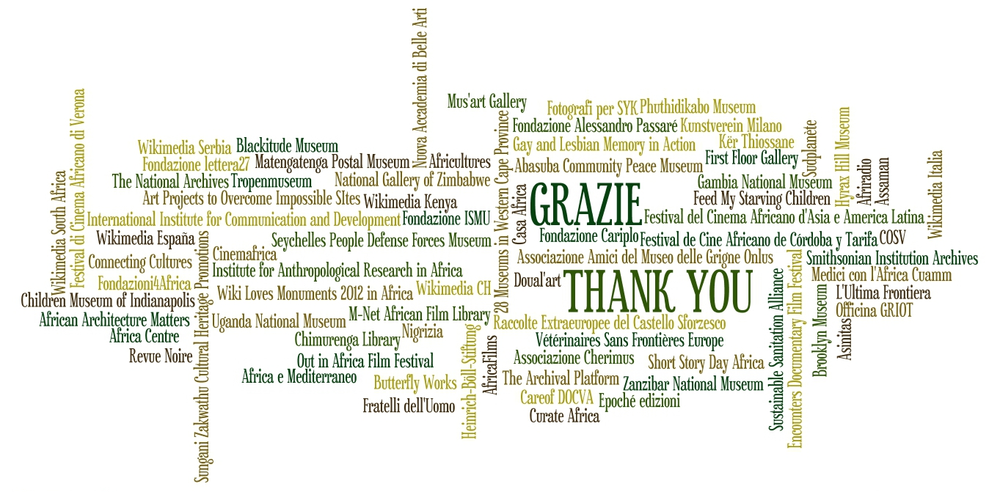 Nuova Accademia di Belle Arti
Mus'art Gallery
Fotografi per SYK
Phuthidikabo Museum
Festival di Cinema Africano di Verona
28 Museums in Western Cape Province
Fondazione Alessandro Passaré
Kunstverein Milano
Hyrax Hill Museum
Sudplanète
Wikimedia Serbia
Blackitude Museum
Gay and Lesbian Memory in Action
Kër Thiossane
Fondazione lettera27
Matengatenga Postal Museum
Africultures
Abasuba Community Peace Museum
First Floor Gallery
Afriradio
Assaman
Wikimedia Italia
Wikimedia South Africa
The National Archives
Tropenmuseum
National Gallery of Zimbabwe
Casa Africa
GRAZIE
Gambia National Museum
Art Projects to Overcome Impossible SItes
Wikimedia Kenya
Feed My Starving Children
International Institute for Communication and Development
Fondazione ISMU
Festival del Cinema Africano d'Asia e America Latina
Wikimedia España
Seychelles People Defense Forces Museum
Fondazione Cariplo
Festival de Cine Africano de Córdoba y Tarifa
COSV
Sungani Zakwathu Cultural Heritage Promotions
Connecting Cultures
Cinemafrica
Associazione Amici del Museo delle Grigne Onlus
Smithsonian Institution Archives
Institute for Anthropological Research in Africa
Fondazioni4Africa
Doual'art
THANK YOU
Medici con l'Africa Cuamm
Children Museum of Indianapolis
Wiki Loves Monuments 2012 in Africa
Wikimedia CH
L'Ultima Frontiera
Sustainable Sanitation Alliance
Encounters Documentary Film Festival
Brooklyn Museum
Officina GRIOT
Asinitas
African Architecture Matters
Uganda National Museum
M-Net African Film Library
Raccolte Extraeuropee del Castello Sforzesco
Africa Centre
Chimurenga Library
Nigrizia
Heinrich-Böll-Stiftung
AfricaFilms
Vétérinaires Sans Frontières Europe
Revue Noire
Out in Africa Film Festival
Associazione Cherimus
Short Story Day Africa
Africa e Mediterraneo
Butterfly Works
The Archival Platform
Zanzibar National Museum
Fratelli dell'Uomo
Careof DOCVA
Epoché edizioni
Curate Africa